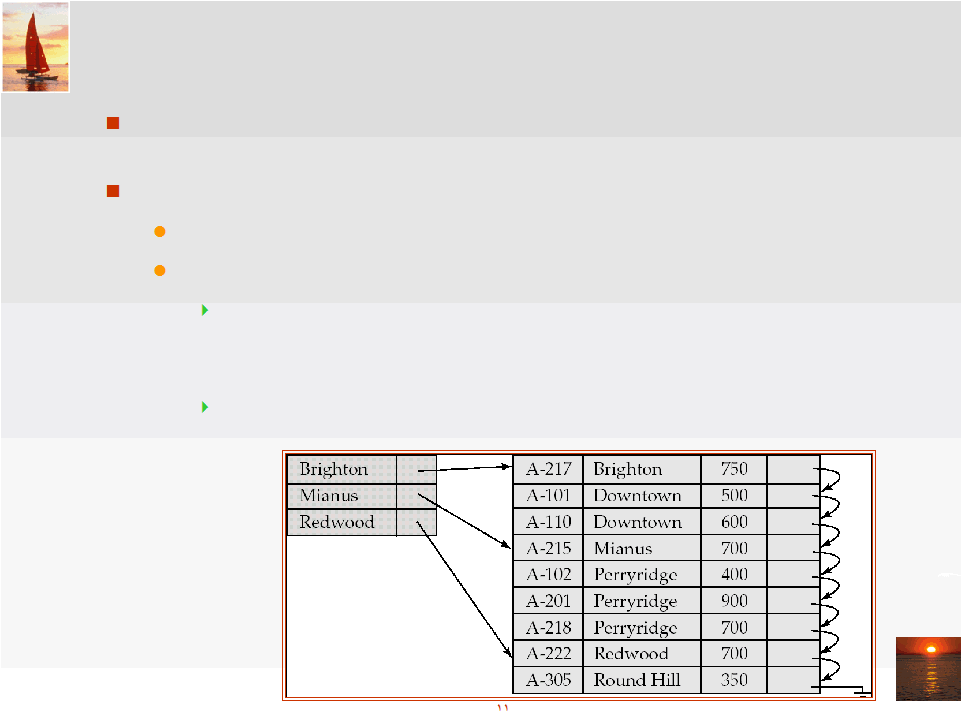 Brighton A-217 Brighton 750
Mianus A-101 Downtown 500
Redwood A-110 Downtown 600
A-215 Mianus 700
A-102 Perryridge 400
A-201 Perryridge 900
A-218 Perryridge 700
A-222 Redwood 700
A-305 Round Hill 350
١١